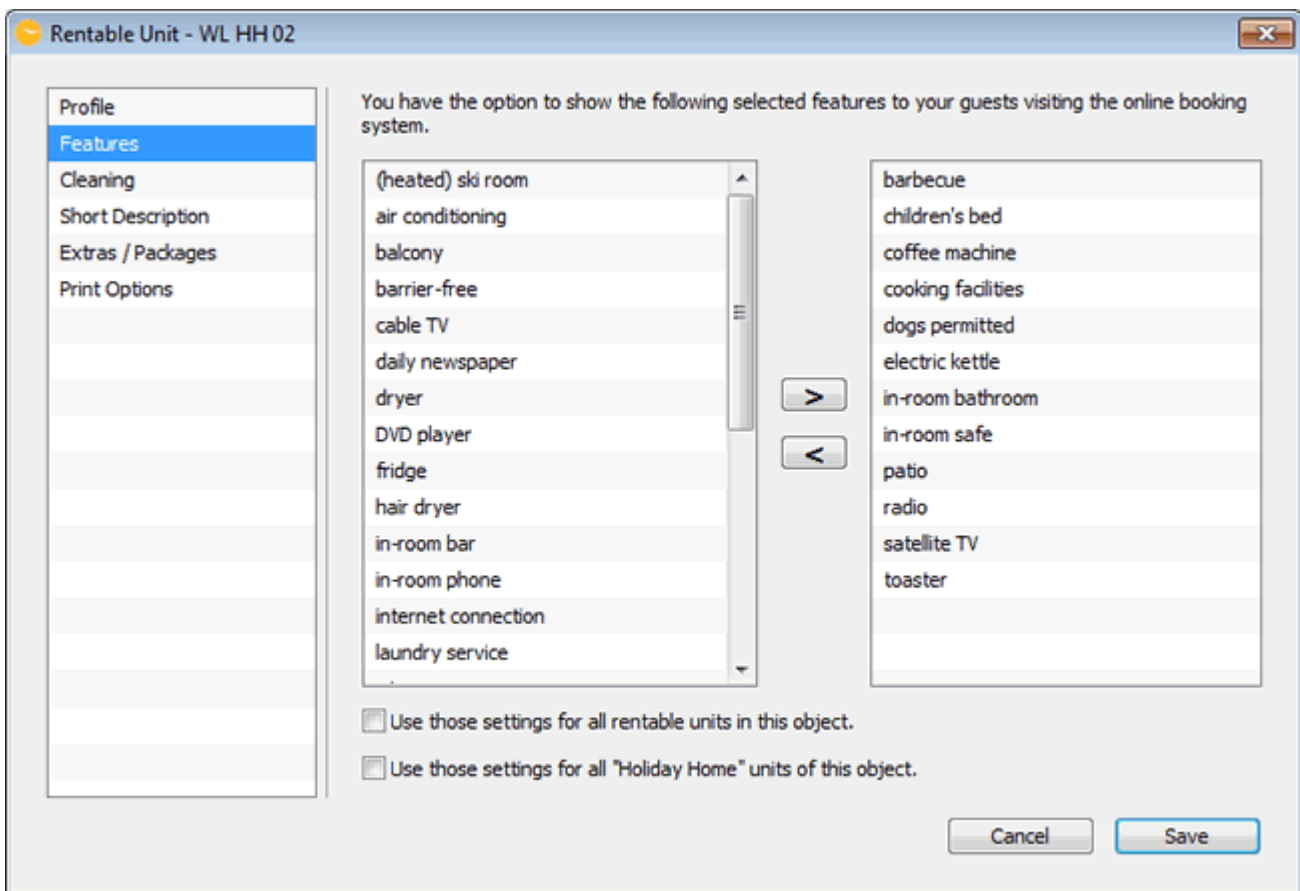 Rentable Unit - WL HH 02
Profile
Features
Cleaning
Short Description
Extras / Packages
Print Options
You have the option to show the following selected features to your guests visiting the online booking
system.
(heated) ski room
air conditioning
balcony
barrier-free
cable TV
daily newspaper
dryer
DVD player
fridge
hair dryer
in-room bar
in-room phone
internet connection
laundry service
>
<
barbecue
children's bed
coffee machine
cooking facilities
dogs permitted
electric kettle
in-room bathroom
in-room safe
patio
radio
satellite TV
toaster
Use those settings for all rentable units in this object.
Use those settings for all "Holiday Home" units of this object.
Cancel
Save